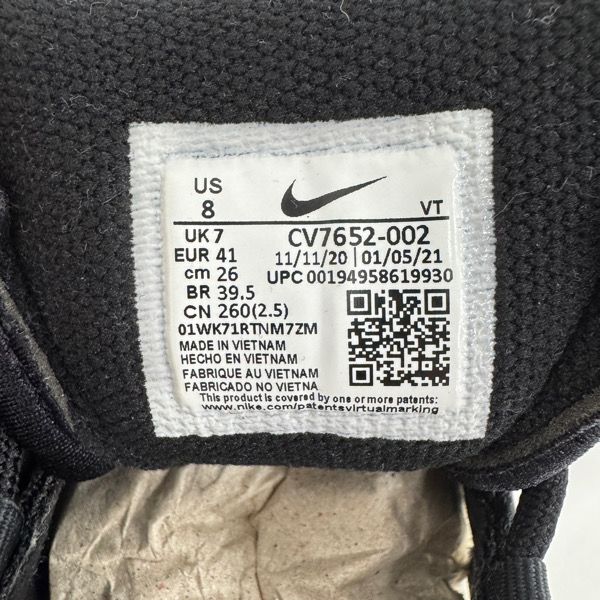 US
8
VT
UK 7
CV7652-002
EUR 41
11/11/20 | 01/05/21
cm 26
UPC 00194958619930
BR 39.5
CN 260(2.5)
01WK71RTNM7ZM
MADE IN VIETNAM
HECHO EN VIETNAM
FABRIQUE AU VIETNAM
FABRICADO NO VIETNA
This product is covered by one or more patents:
www.nike.com/patentsvirtualmarking